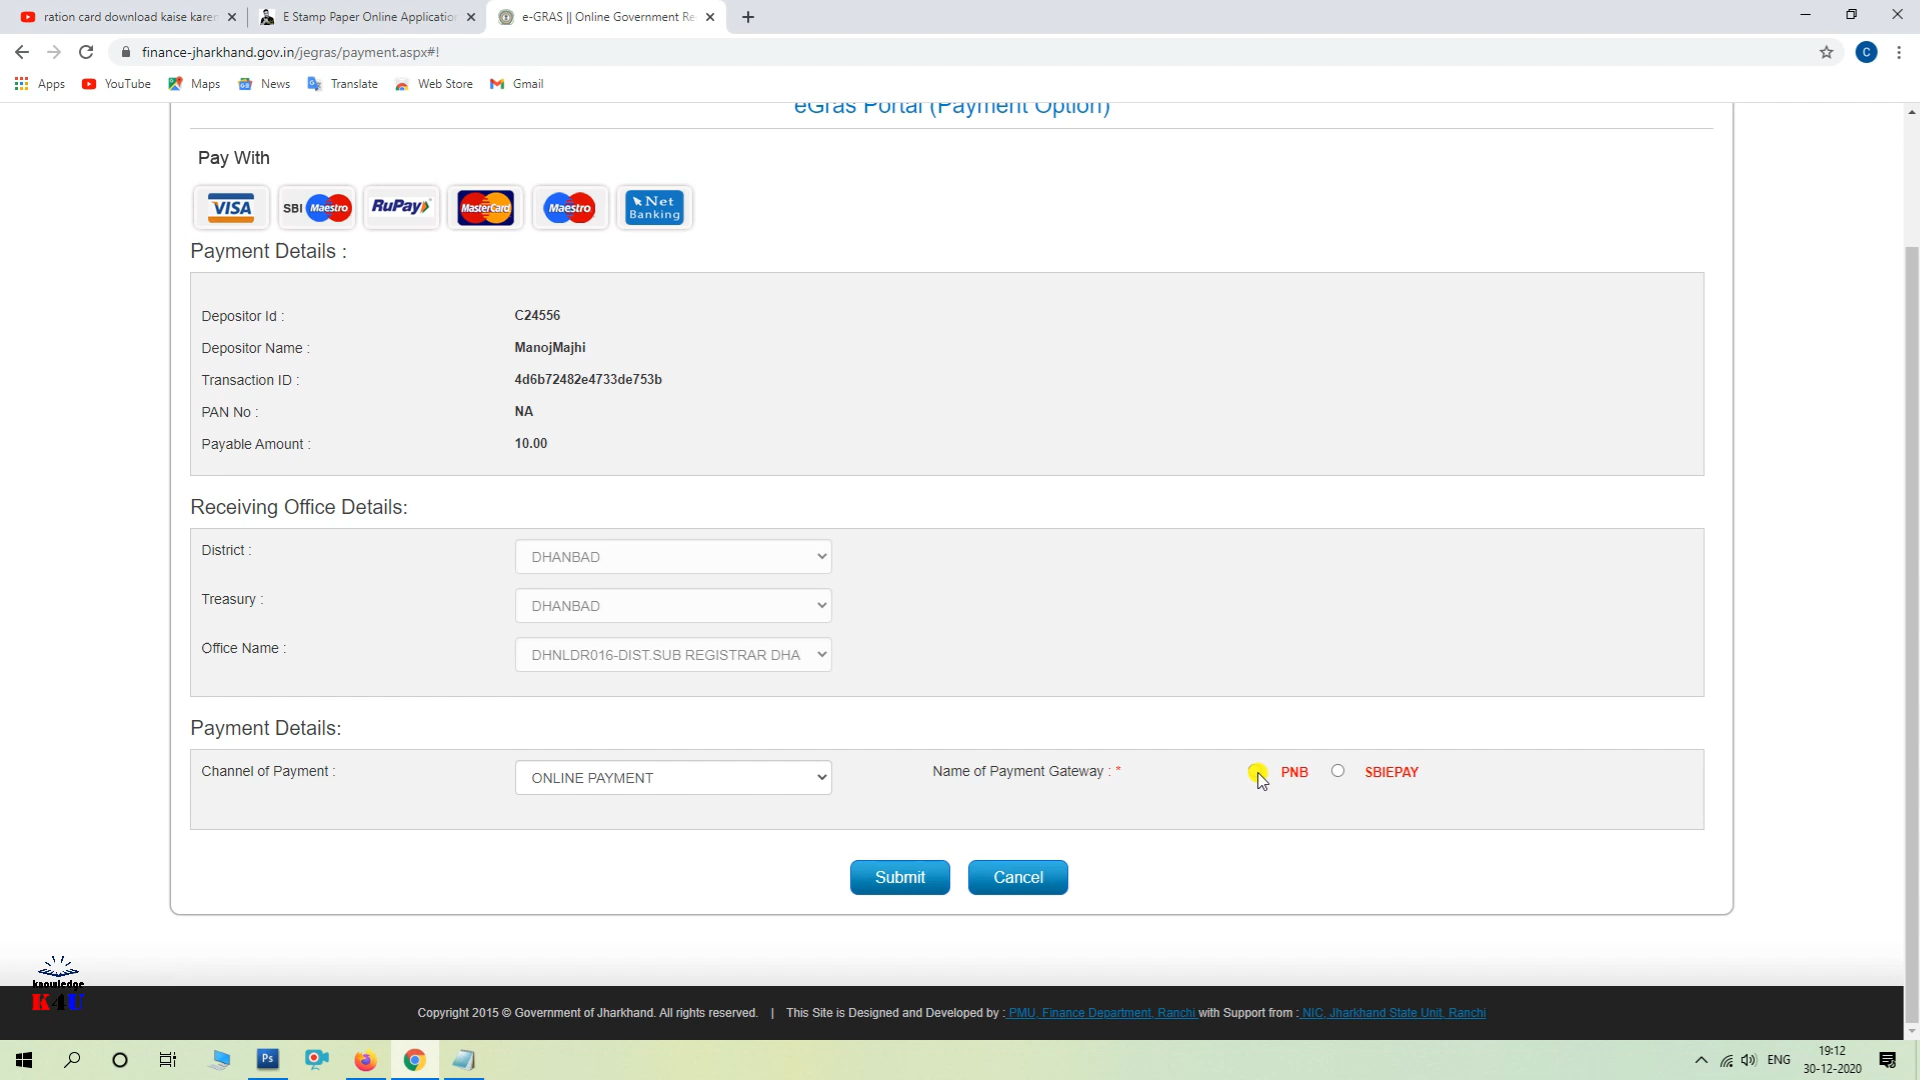 ration card download kaise karen
E Stamp Paper Online Application
e-GRAS || Online Government Re
finance-jharkhand.gov.in/jegras/payment.aspx#!
C
Apps YouTube Maps News Translate Web Store Gmail
eGras Portal (Payment Option)
Pay With
VISA SBI Maestro RuPay MasterCard Maestro Net Banking
Payment Details :
Depositor Id : C24556
Depositor Name : ManojMajhi
Transaction ID : 4d6b72482e4733de753b
PAN No : NA
Payable Amount : 10.00
Receiving Office Details:
District : DHANBAD
Treasury : DHANBAD
Office Name : DHNLDR016-DIST.SUB REGISTRAR DHA
Payment Details:
Channel of Payment : ONLINE PAYMENT Name of Payment Gateway : * PNB SBIEPAY
Submit Cancel
knowledge
K4U
Copyright 2015 © Government of Jharkhand. All rights reserved. | This Site is Designed and Developed by : PMU, Finance Department, Ranchi with Support from : NIC, Jharkhand State Unit, Ranchi
Ps
ENG
19:12
30-12-2020